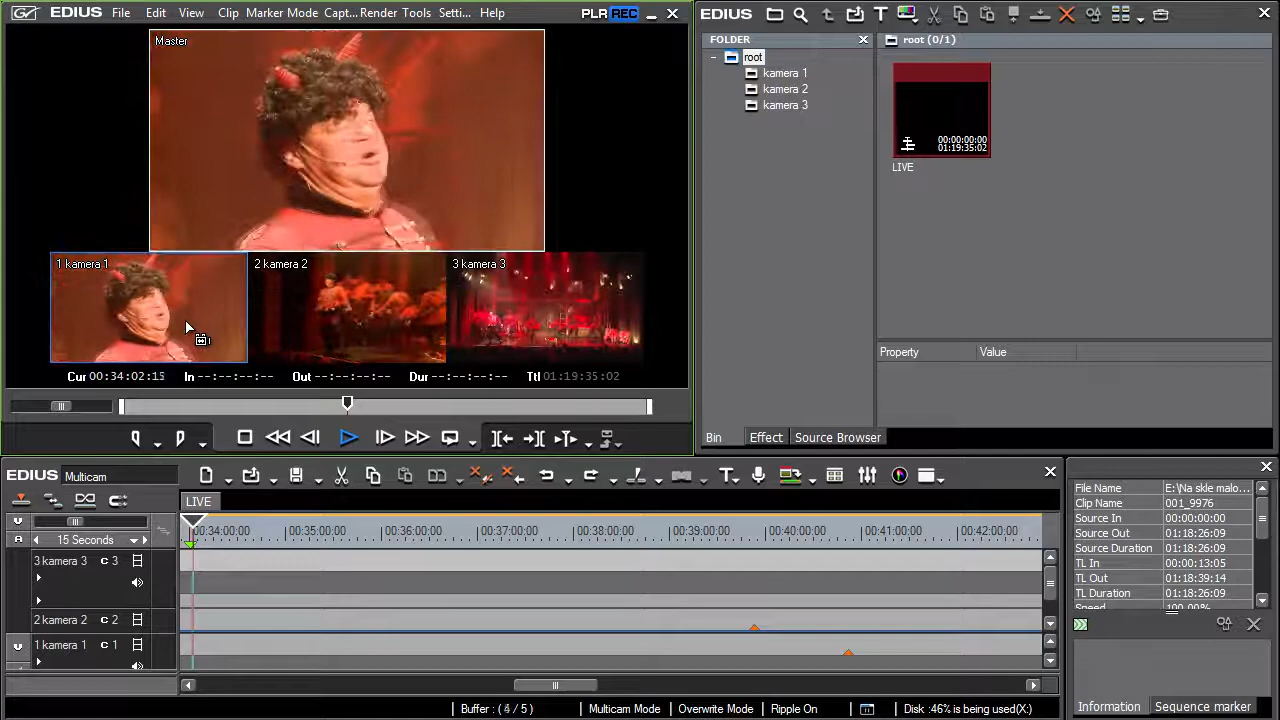 EDIUS File Edit View Clip Marker Mode Capt... Render Tools Setti... Help PLR REC
Master
1 kamera 1
2 kamera 2
3 kamera 3
Cur 00:34:02:15 In --:--:--:-- Out --:--:--:-- Dur --:--:--:-- Ttl 01:19:35:02
EDIUS
FOLDER
root
kamera 1
kamera 2
kamera 3
root (0/1)
00:00:00:00
01:19:35:02
LIVE
Property Value
Bin Effect Source Browser
EDIUS Multicam
LIVE
15 Seconds
00:34:00:00 00:35:00:00 00:36:00:00 00:37:00:00 00:38:00:00 00:39:00:00 00:40:00:00 00:41:00:00 00:42:00:00
3 kamera 3 C 3
2 kamera 2 C 2
1 kamera 1 C 1
Buffer : ( 4 / 5 ) Multicam Mode Overwrite Mode Ripple On Disk :46% is being used(X:)
File Name E:\Na skle malo...
Clip Name 001_9976
Source In 00:00:00:00
Source Out 01:18:26:09
Source Duration 01:18:26:09
TL In 00:00:13:05
TL Out 01:18:39:14
TL Duration 01:18:26:09
Speed 100.00%
Information Sequence marker